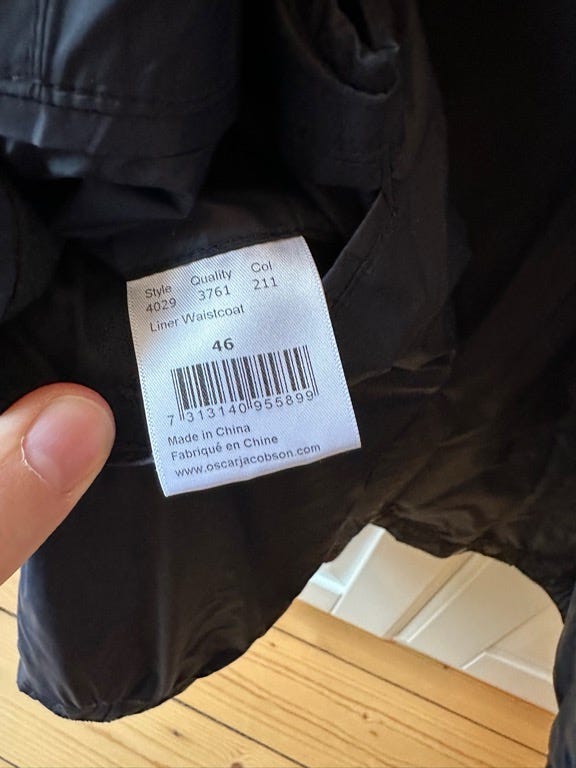 Style Quality Col
4029 3761 211
Liner Waistcoat
46
7 313140 955899
Made in China
Fabriqué en Chine
www.oscarjacobson.com